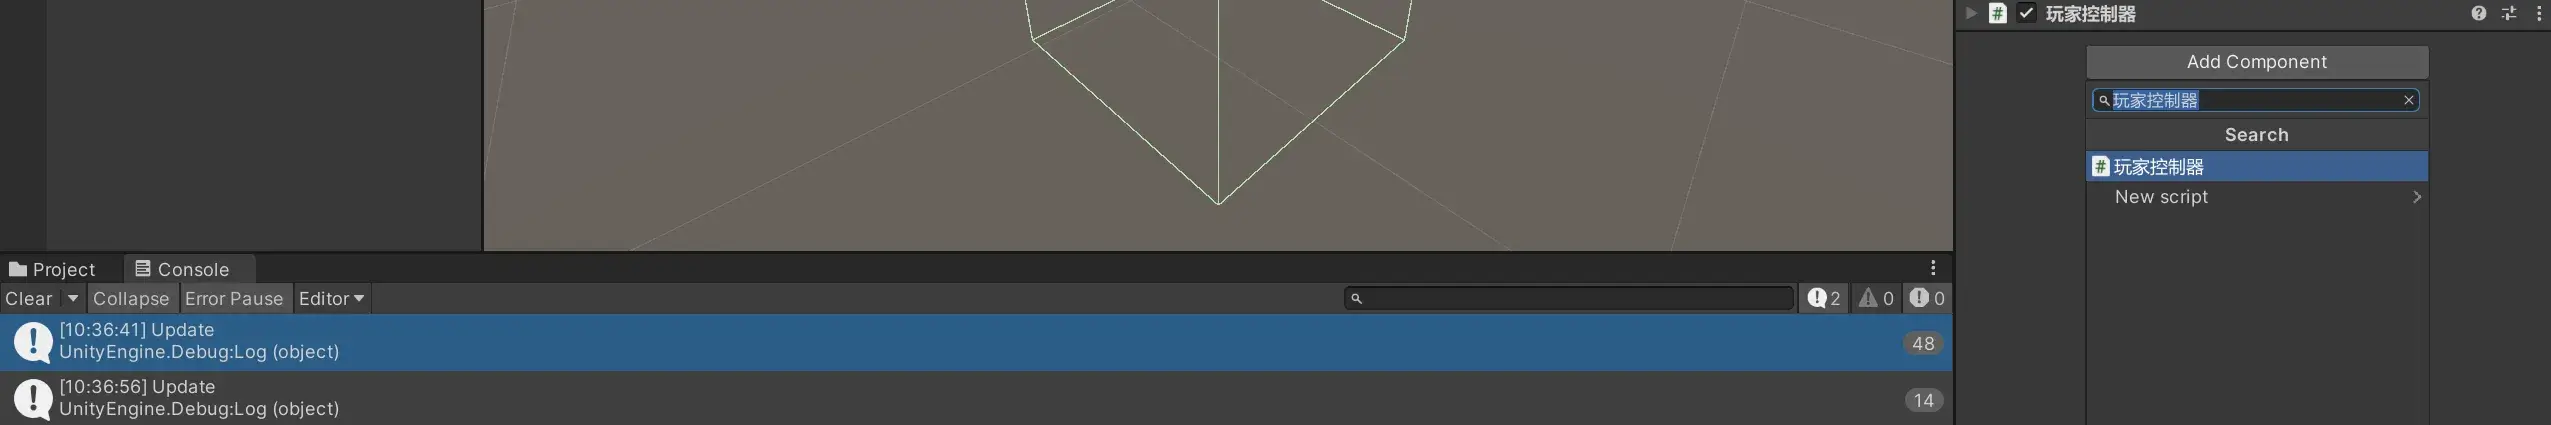 玩家控制器
Add Component
玩家控制器
Search
玩家控制器
New script
Project
Console
Clear
Collapse
Error Pause
Editor
2
0
0
[10:36:41] Update
UnityEngine.Debug:Log (object)
48
[10:36:56] Update
UnityEngine.Debug:Log (object)
14